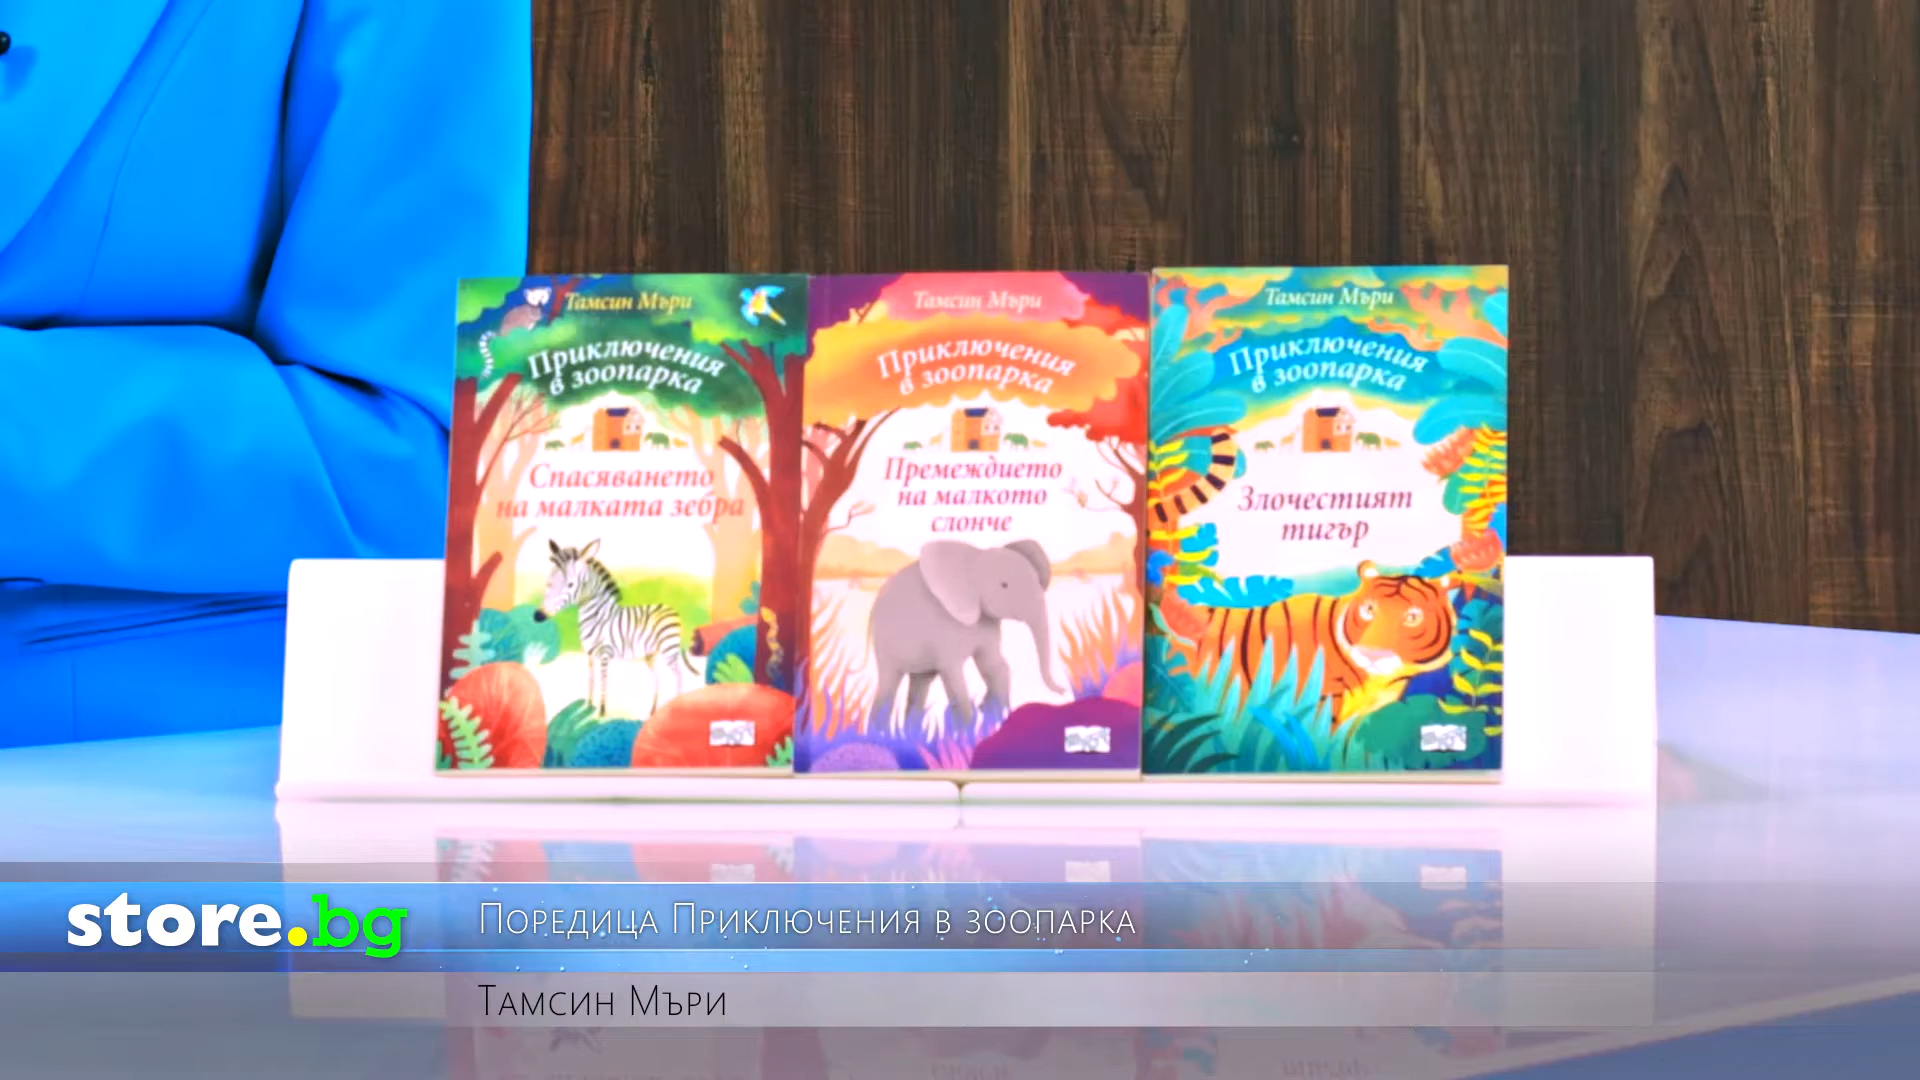 Тамсин Мъри
Приключения
в зоопарка
Спасяването
на малката зебра
Тамсин Мъри
Приключения
в зоопарка
Премеждието
на малкото
слонче
Тамсин Мъри
Приключения
в зоопарка
Злочестият
тигър
store.bg
Поредица Приключения в зоопарка
Тамсин Мъри